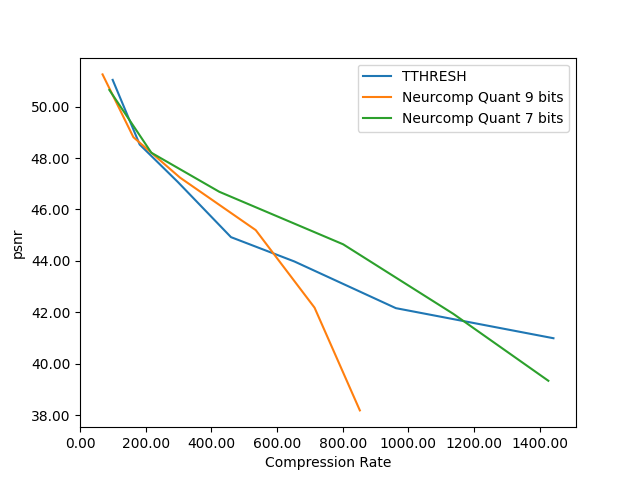 TTHRESH
Neurcomp Quant 9 bits
Neurcomp Quant 7 bits
50.00
48.00
46.00
44.00
42.00
40.00
38.00
psnr
0.00 200.00 400.00 600.00 800.00 1000.00 1200.00 1400.00
Compression Rate